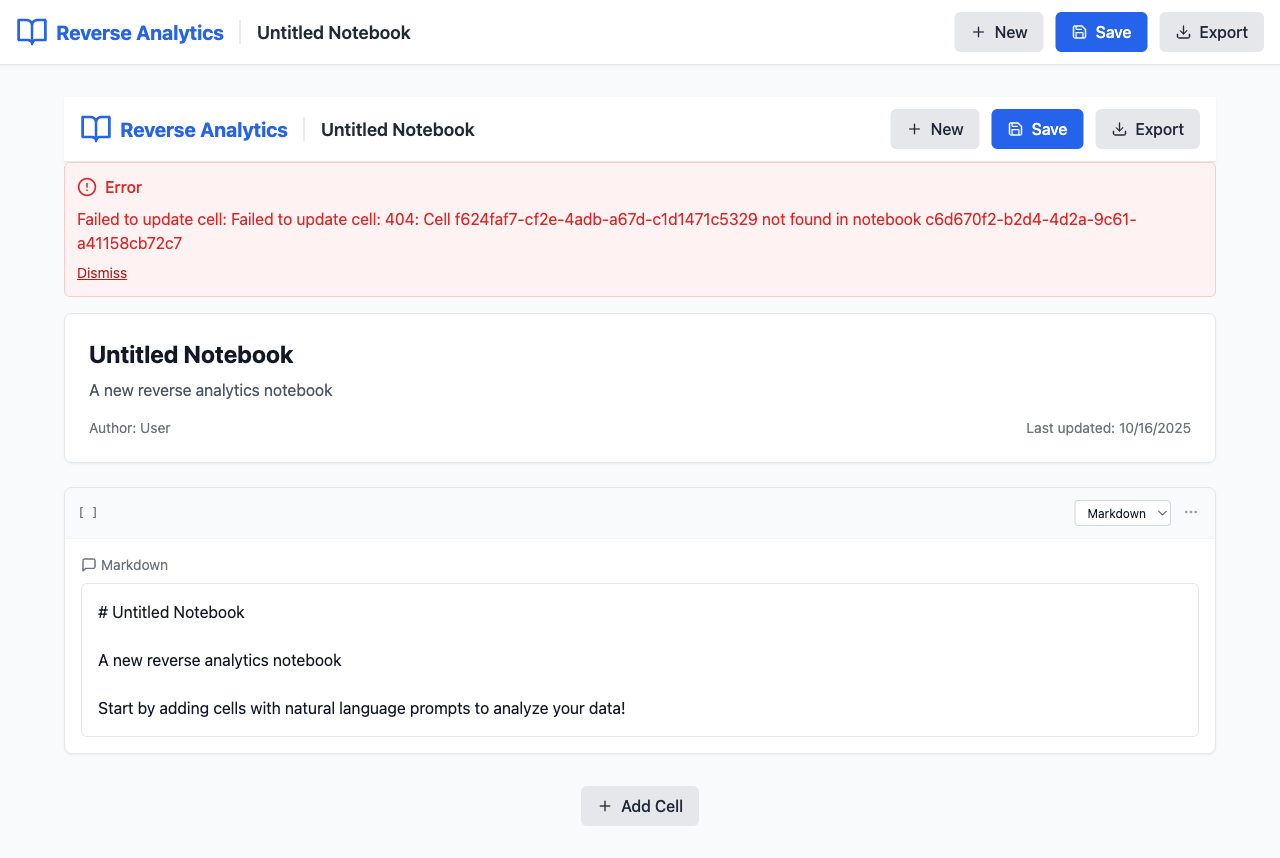 Reverse Analytics Untitled Notebook New Save Export
Reverse Analytics Untitled Notebook New Save Export
Error
Failed to update cell: Failed to update cell: 404: Cell f624faf7-cf2e-4adb-a67d-c1d1471c5329 not found in notebook c6d670f2-b2d4-4d2a-9c61-
a41158cb72c7
Dismiss
Untitled Notebook
A new reverse analytics notebook
Author: User Last updated: 10/16/2025
[ ] Markdown ...
Markdown
# Untitled Notebook
A new reverse analytics notebook
Start by adding cells with natural language prompts to analyze your data!
Add Cell